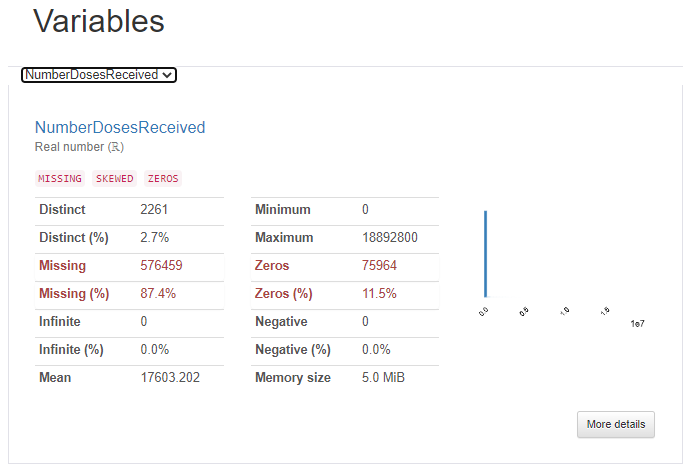 Variables
NumberDosesReceived
NumberDosesReceived
Real number (ℝ)
MISSING SKEWED ZEROS
Distinct 2261 Minimum 0
Distinct (%) 2.7% Maximum 18892800
Missing 576459 Zeros 75964
Missing (%) 87.4% Zeros (%) 11.5%
Infinite 0 Negative 0
Infinite (%) 0.0% Negative (%) 0.0%
Mean 17603.202 Memory size 5.0 MiB
0.0 0.5 1.0 1.5
1e7
More details